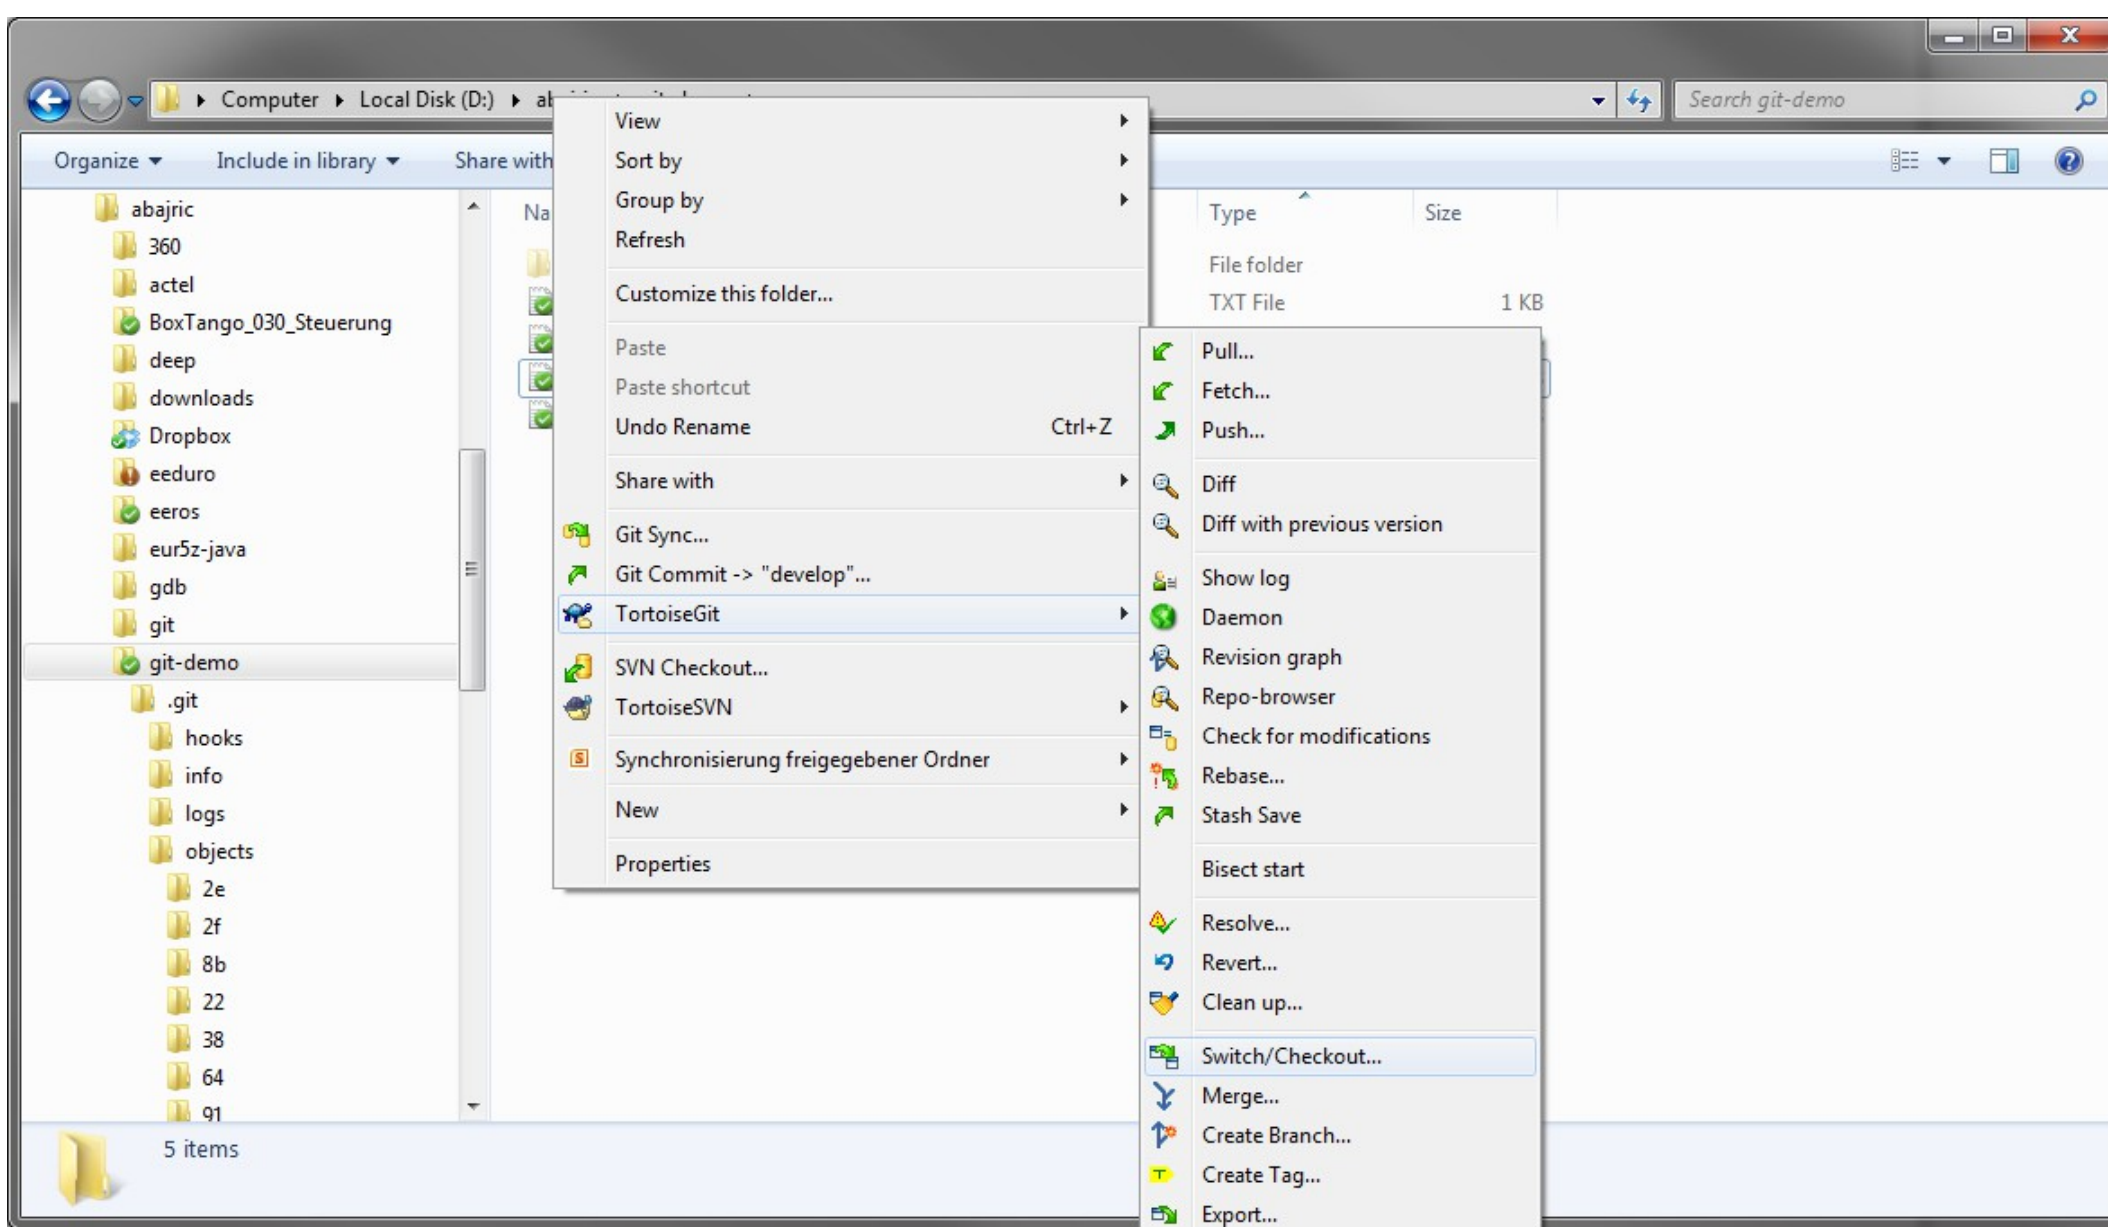 Computer ▸ Local Disk (D:) ▸
Search git-demo
Organize
Include in library
Share with
abajric
360
actel
BoxTango_030_Steuerung
deep
downloads
Dropbox
eeduro
eeros
eur5z-java
gdb
git
git-demo
.git
hooks
info
logs
objects
2e
2f
8b
22
38
64
91
Na
Type
Size
File folder
TXT File
1 KB
View
Sort by
Group by
Refresh
Customize this folder...
Paste
Paste shortcut
Undo Rename Ctrl+Z
Share with
Git Sync...
Git Commit -> "develop"...
TortoiseGit
SVN Checkout...
TortoiseSVN
Synchronisierung freigegebener Ordner
New
Properties
Pull...
Fetch...
Push...
Diff
Diff with previous version
Show log
Daemon
Revision graph
Repo-browser
Check for modifications
Rebase...
Stash Save
Bisect start
Resolve...
Revert...
Clean up...
Switch/Checkout...
Merge...
Create Branch...
Create Tag...
Export...
5 items